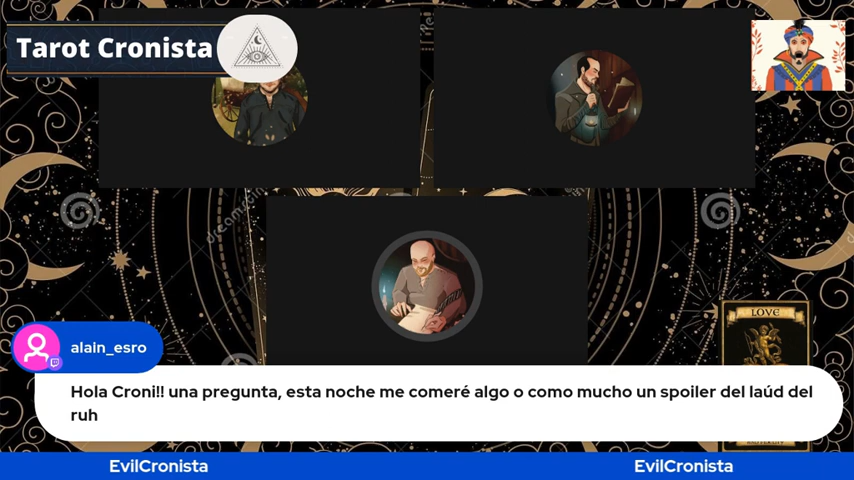 Tarot Cronista
LOVE
alain_esro
Hola Croni!! una pregunta, esta noche me comeré algo o como mucho un spoiler del laúd del
ruh
EvilCronista
EvilCronista